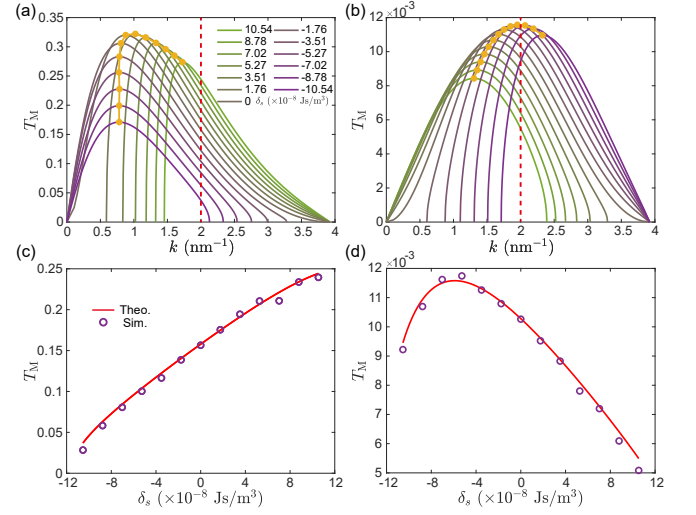 (a)
0.35
0.3
0.25
0.2
0.15
0.1
0.05
0
T_M
10.54 -1.76
8.78 -3.51
7.02 -5.27
5.27 -7.02
3.51 -8.78
1.76 -10.54
0 δ_s (×10⁻⁸ Js/m³)
0 0.5 1 1.5 2 2.5 3 3.5 4
k (nm⁻¹)
(b)
×10⁻³
12
10
8
6
4
2
0
T_M
0 0.5 1 1.5 2 2.5 3 3.5 4
k (nm⁻¹)
(c)
0.25
0.2
0.15
0.1
0.05
0
T_M
Theo.
Sim.
-12 -8 -4 0 4 8 12
δ_s (×10⁻⁸ Js/m³)
(d)
×10⁻³
12
11
10
9
8
7
6
5
T_M
-12 -8 -4 0 4 8 12
δ_s (×10⁻⁸ Js/m³)